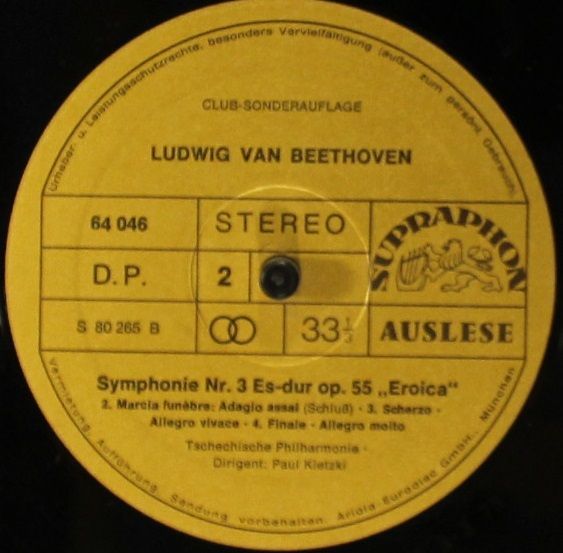 Urheber u. Leistungsschutzrechte, besonders Vervielfältigung (außer zum persönl. Gebrauch),
CLUB-SONDERAUFLAGE
LUDWIG VAN BEETHOVEN
64 046
STEREO
SUPRAPHON
D.P.
2
S 80 265 B
33 1/3
AUSLESE
Symphonie Nr. 3 Es-dur op. 55 „Eroica“
2. Marcia funèbre: Adagio assai (Schluß) · 3. Scherzo ·
Allegro vivace · 4. Finale · Allegro molto
Tschechische Philharmonie ·
Dirigent: Paul Kletzki
Vermietung, Aufführung, Sendung vorbehalten. Ariola-Eurodisc GmbH., München